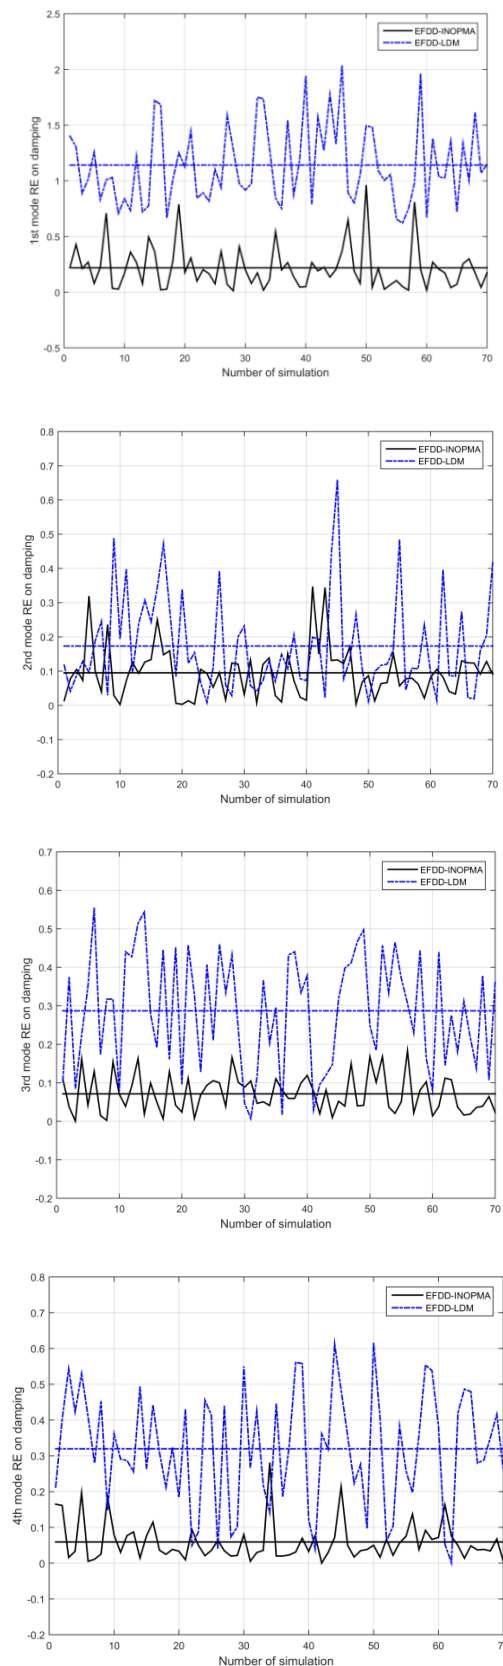 2.5
EFDD-INOPMA
EFDD-LDM
2
1.5
1
0.5
0
-0.5
1st mode RE on damping
0 10 20 30 40 50 60 70
Number of simulation
0.8
EFDD-INOPMA
EFDD-LDM
0.7
0.6
0.5
0.4
0.3
0.2
0.1
0
-0.1
-0.2
2nd mode RE on damping
0 10 20 30 40 50 60 70
Number of simulation
0.7
EFDD-INOPMA
EFDD-LDM
0.6
0.5
0.4
0.3
0.2
0.1
0
-0.1
-0.2
3rd mode RE on damping
0 10 20 30 40 50 60 70
Number of simulation
0.8
EFDD-INOPMA
EFDD-LDM
0.7
0.6
0.5
0.4
0.3
0.2
0.1
0
-0.1
-0.2
4th mode RE on damping
0 10 20 30 40 50 60 70
Number of simulation